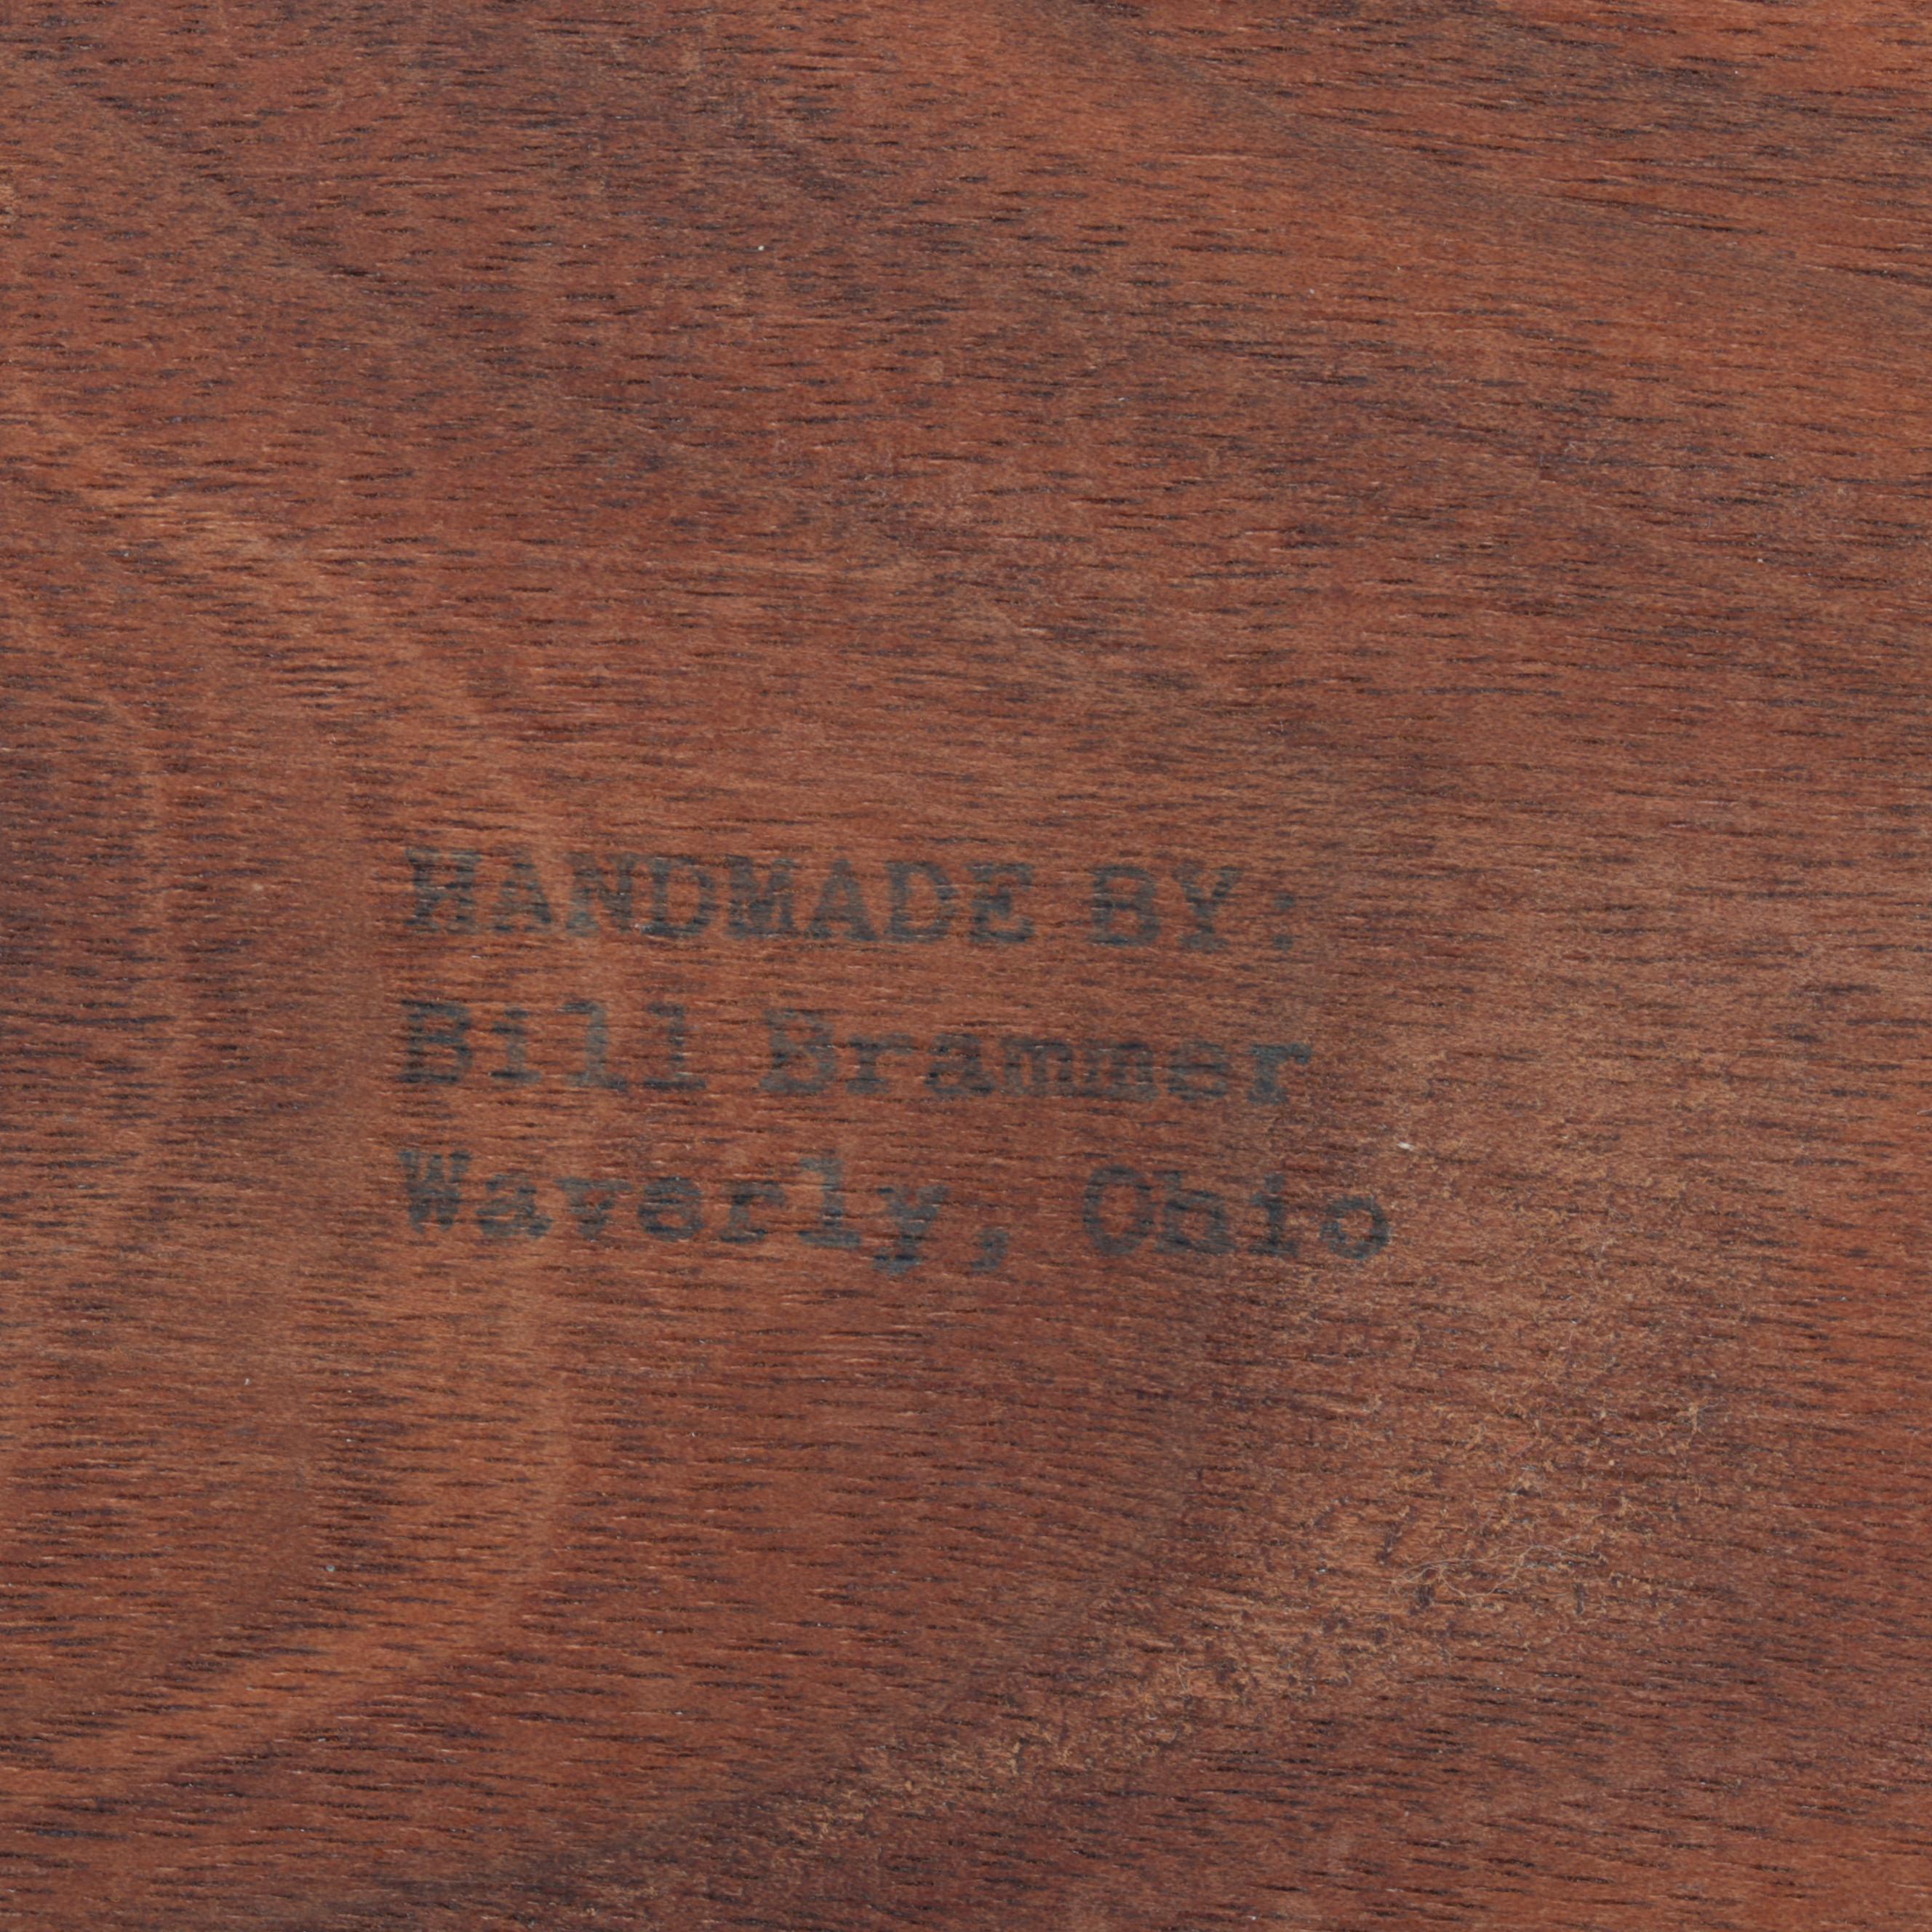 HANDMADE BY:
Bill Brammer
Waverly, Ohio